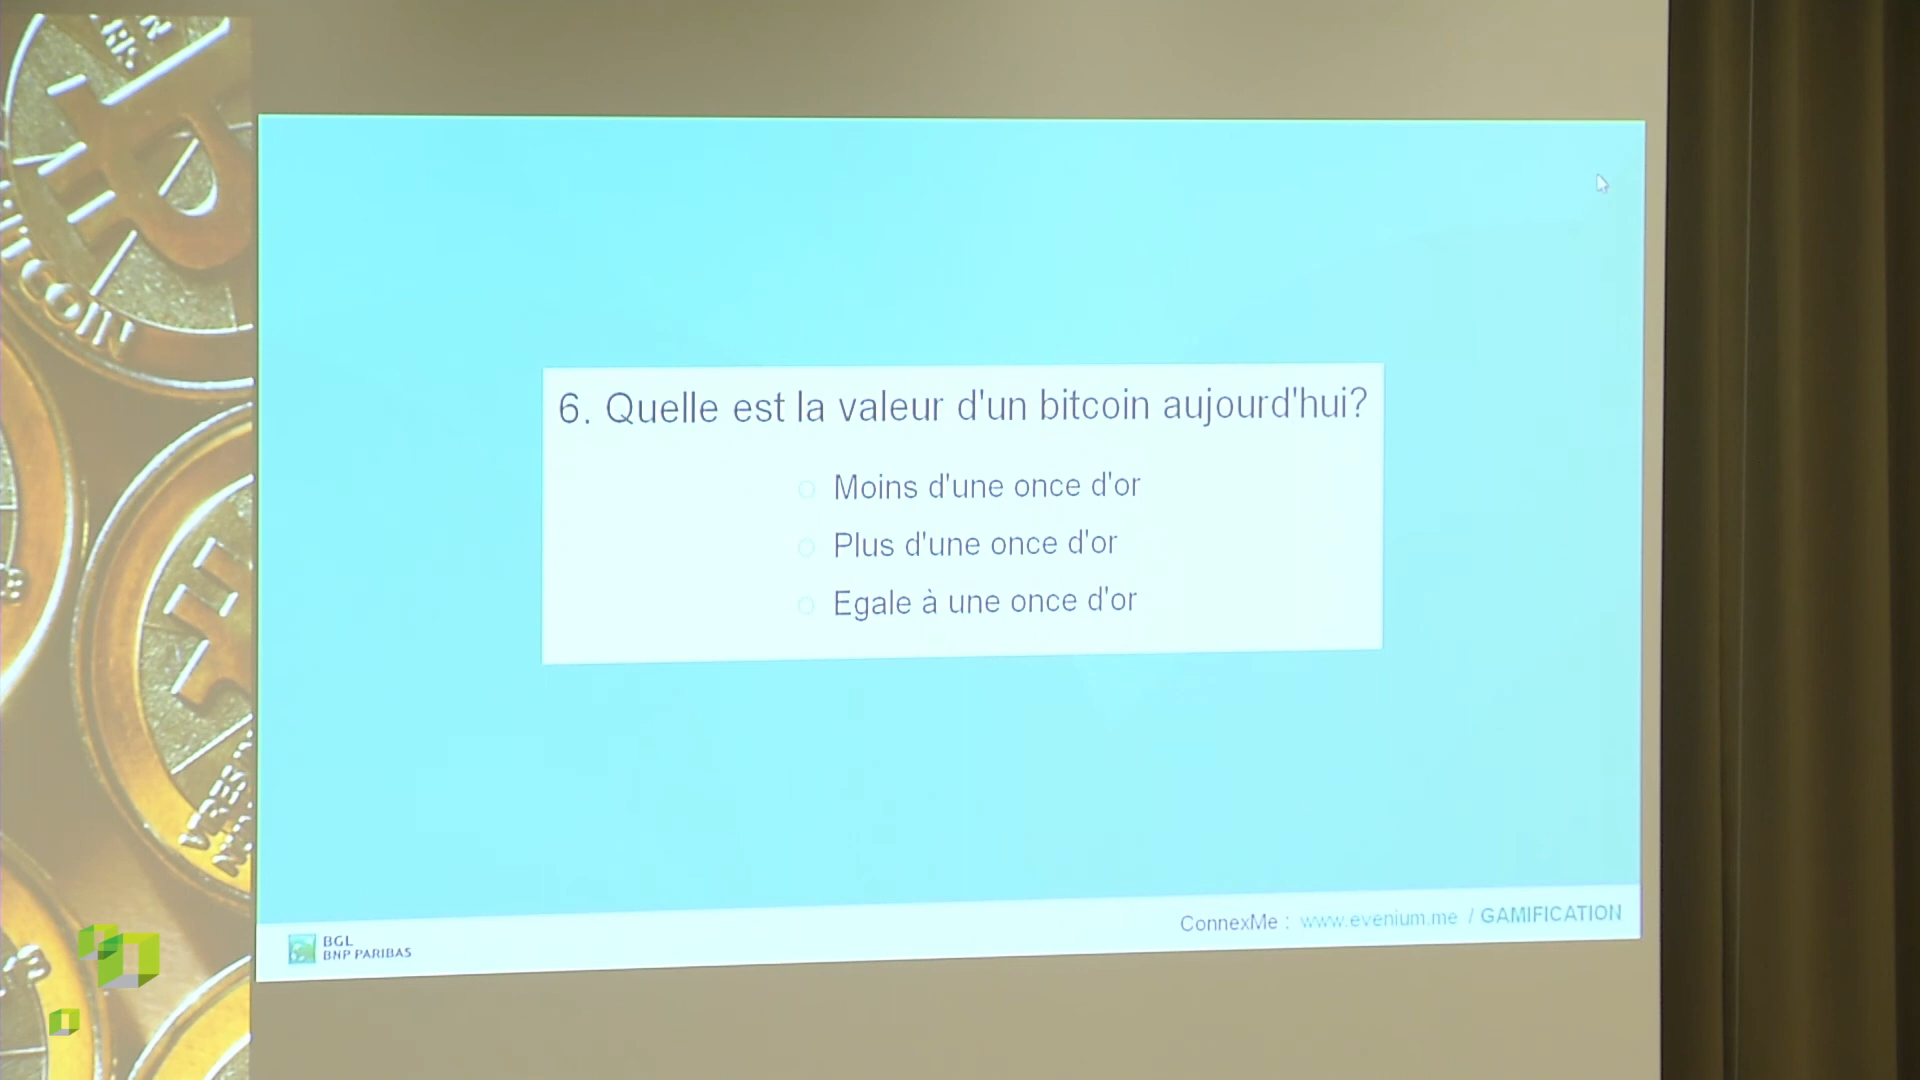 BITCOIN
6. Quelle est la valeur d'un bitcoin aujourd'hui?
Moins d'une once d'or
Plus d'une once d'or
Egale à une once d'or
ConnexMe : www.evenium.me / GAMIFICATION
BGL
BNP PARIBAS